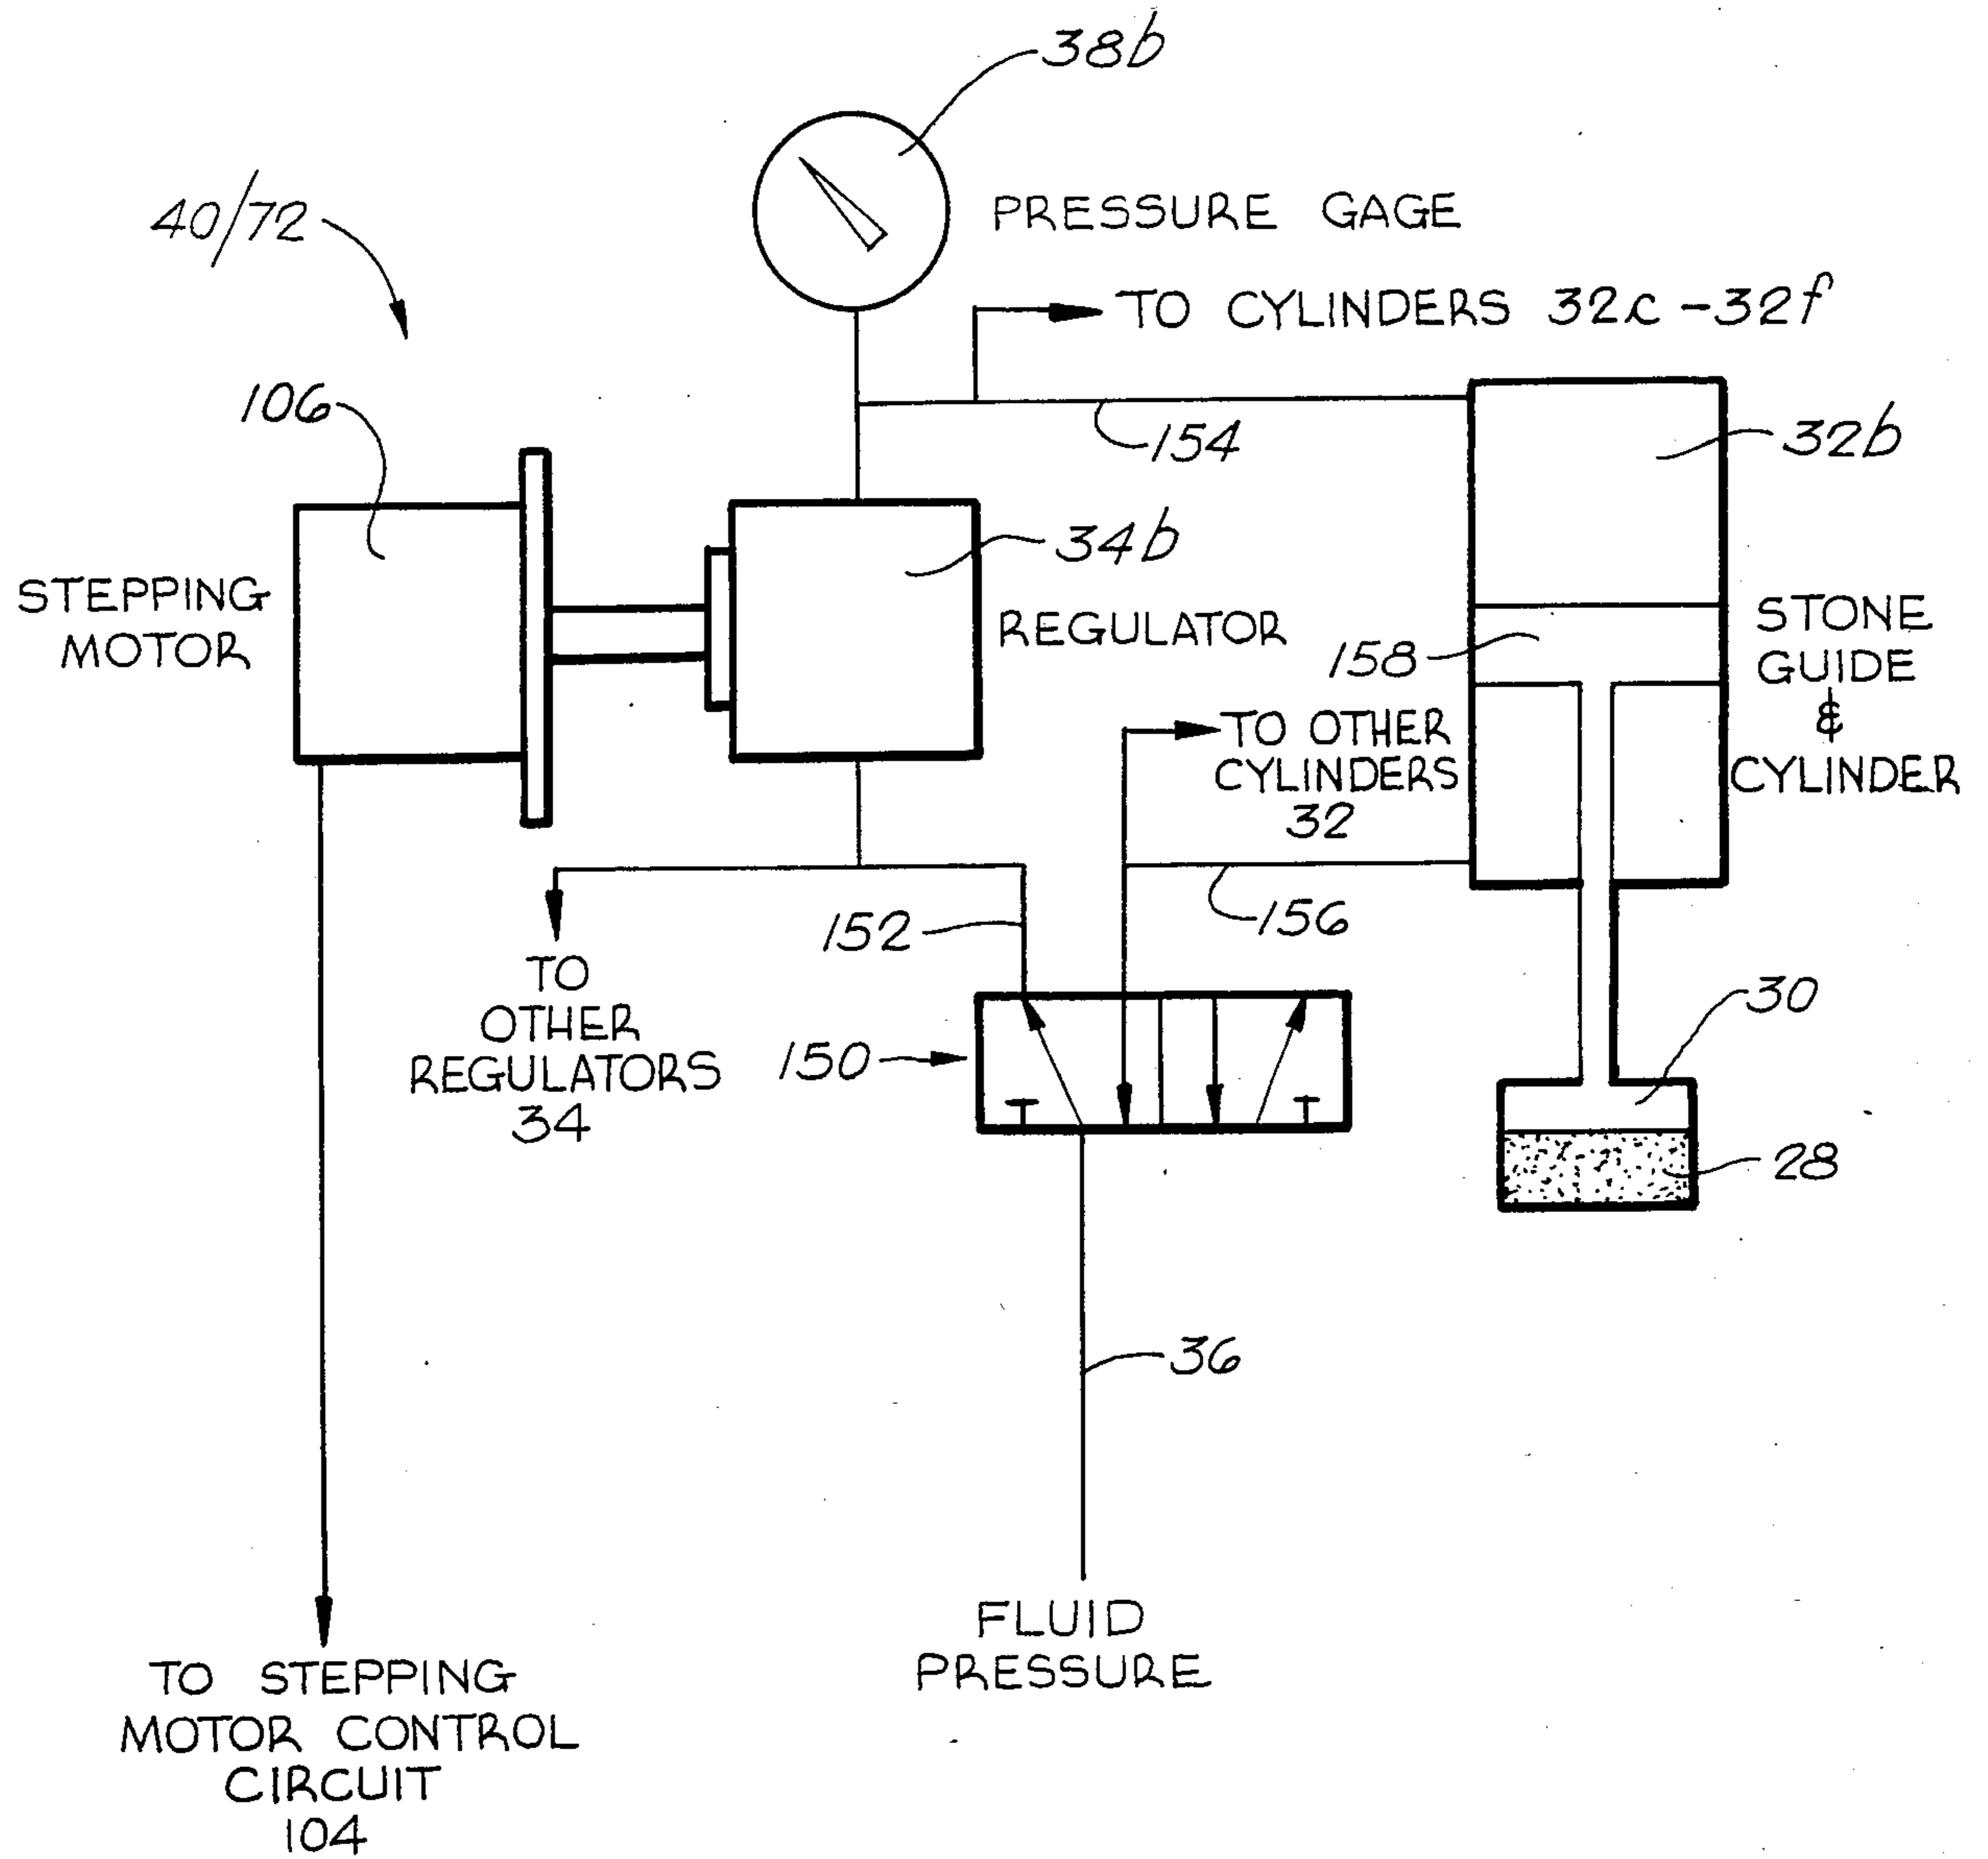 38b
40/72
PRESSURE GAGE
TO CYLINDERS 32c-32f
106
154
32b
34b
STEPPING
MOTOR
REGULATOR
158
STONE
GUIDE
&
CYLINDER
TO OTHER
CYLINDERS
32
152
156
TO
OTHER
REGULATORS
34
150
30
28
36
FLUID
PRESSURE
TO STEPPING
MOTOR CONTROL
CIRCUIT
104